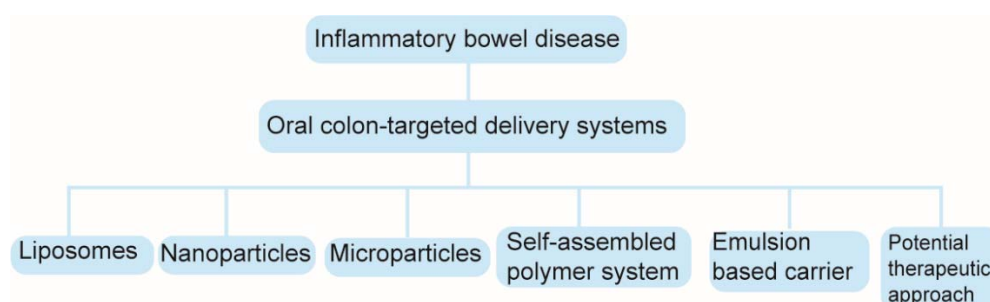 Inflammatory bowel disease
Oral colon-targeted delivery systems
Liposomes
Nanoparticles
Microparticles
Self-assembled
polymer system
Emulsion
based carrier
Potential
therapeutic
approach